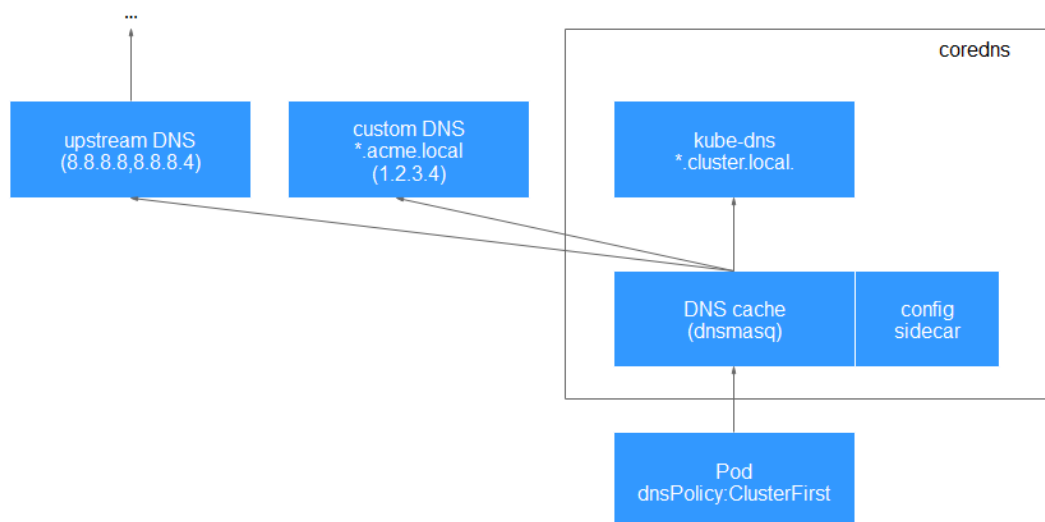 ...
coredns
upstream DNS
(8.8.8.8,8.8.8.4)
custom DNS
*.acme.local
(1.2.3.4)
kube-dns
*.cluster.local.
DNS cache
(dnsmasq)
config
sidecar
Pod
dnsPolicy:ClusterFirst